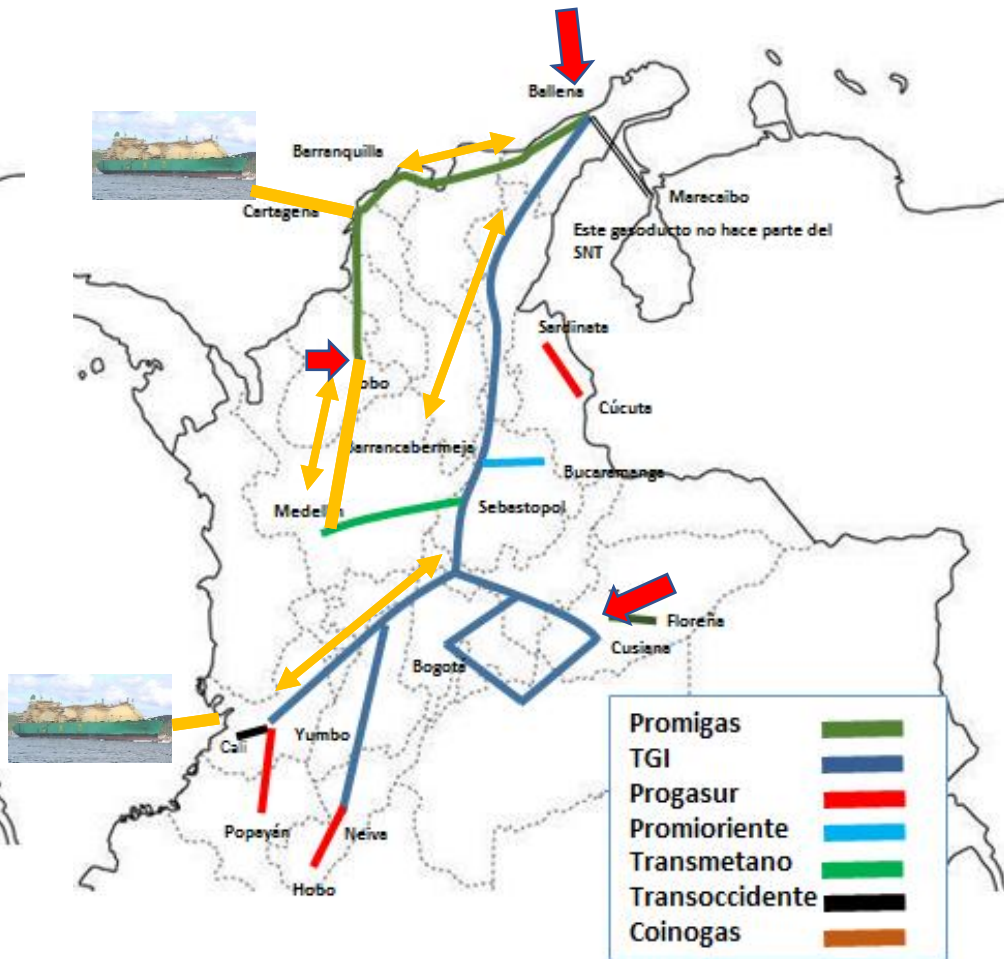 Ballena
Barranquilla
Maracaibo
Cartagena
Este gasoducto no hace parte del
SNT
Sardinata
obo
Cúcuta
Barrancabermeja
Bucaramanga
Medellín
Sebastopol
Floreña
Cusiana
Bogotá
Cali
Yumbo
Popayán
Neiva
Hobo
Promigas
TGI
Progasur
Promioriente
Transmetano
Transoccidente
Coinogas